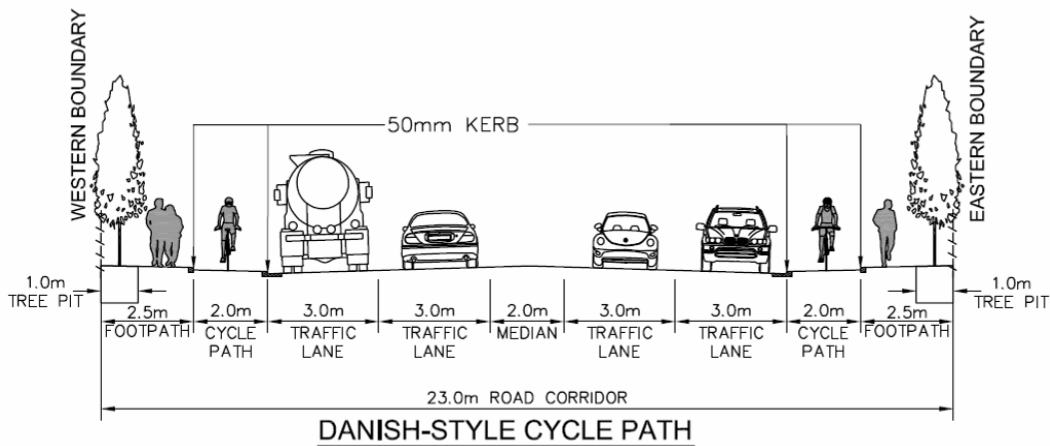 WESTERN BOUNDARY
EASTERN BOUNDARY
50mm KERB
1.0m
TREE PIT
2.5m
FOOTPATH
2.0m
CYCLE
PATH
3.0m
TRAFFIC
LANE
3.0m
TRAFFIC
LANE
2.0m
MEDIAN
3.0m
TRAFFIC
LANE
3.0m
TRAFFIC
LANE
2.0m
CYCLE
PATH
2.5m
FOOTPATH
1.0m
TREE PIT
23.0m ROAD CORRIDOR
DANISH-STYLE CYCLE PATH